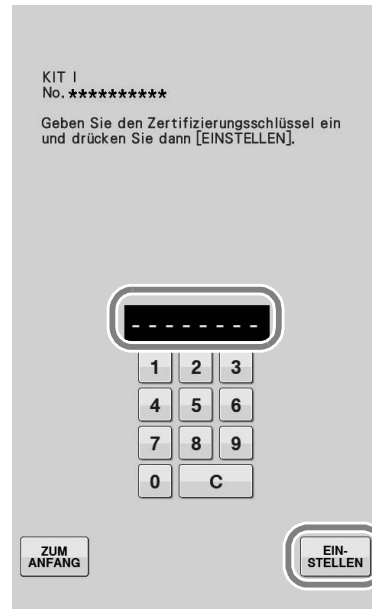 KIT I
No. **********
Geben Sie den Zertifizierungsschlüssel ein
und drücken Sie dann [EINSTELLEN].
- - - - - - - -
1 2 3
4 5 6
7 8 9
0 C
ZUM
ANFANG
EIN-
STELLEN